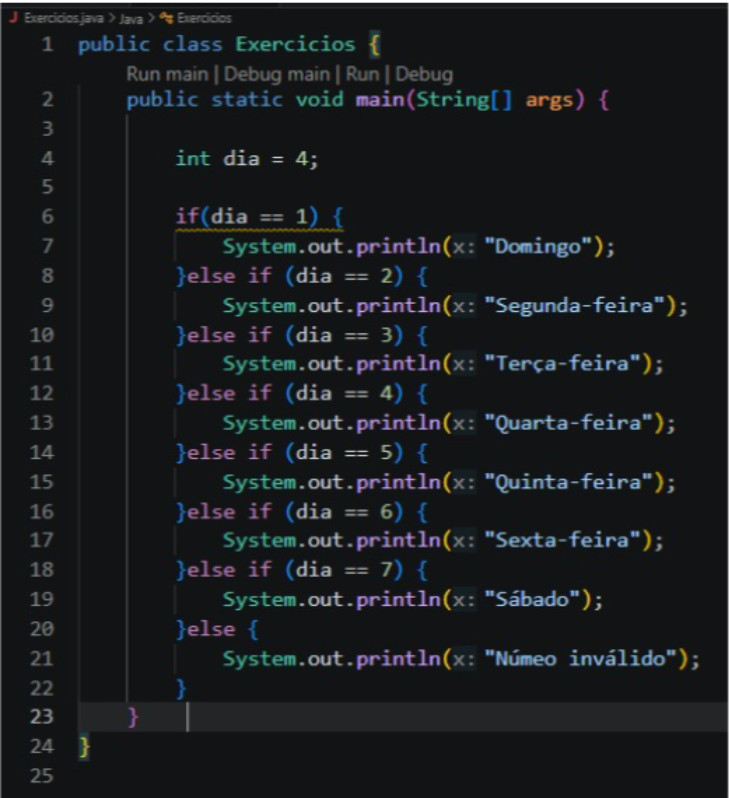 J Exercicios.java > Java > Exercicios
1 public class Exercicios {
Run main | Debug main | Run | Debug
2 public static void main(String[] args) {
3
4 int dia = 4;
5
6 if(dia == 1) {
7 System.out.println(x: "Domingo");
8 }else if (dia == 2) {
9 System.out.println(x: "Segunda-feira");
10 }else if (dia == 3) {
11 System.out.println(x: "Terça-feira");
12 }else if (dia == 4) {
13 System.out.println(x: "Quarta-feira");
14 }else if (dia == 5) {
15 System.out.println(x: "Quinta-feira");
16 }else if (dia == 6) {
17 System.out.println(x: "Sexta-feira");
18 }else if (dia == 7) {
19 System.out.println(x: "Sábado");
20 }else {
21 System.out.println(x: "Númeo inválido");
22 }
23 }
24 }
25